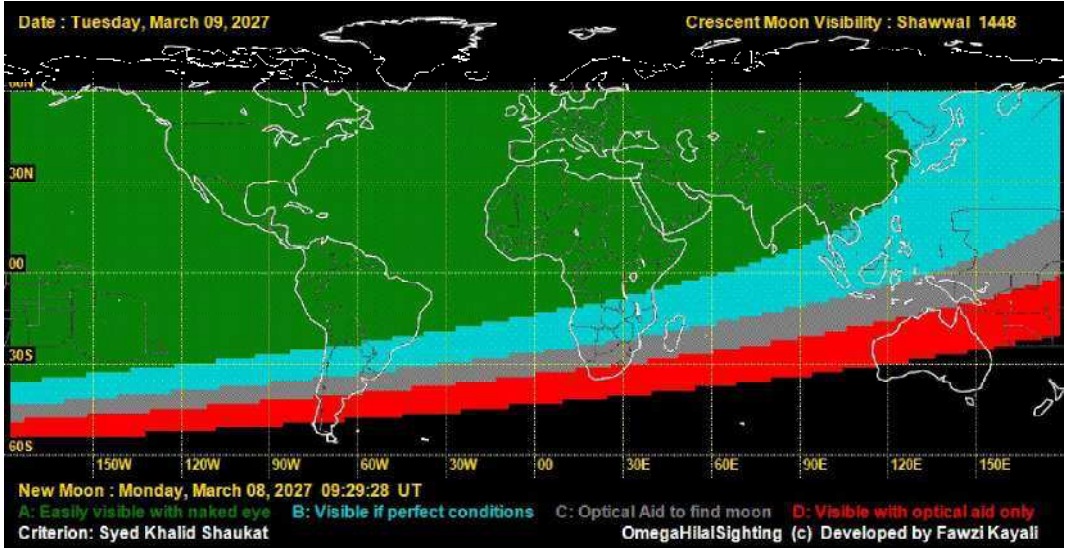 Date : Tuesday, March 09, 2027 Crescent Moon Visibility : Shawwal 1448
60N
30N
00
30S
60S
150W 120W 90W 60W 30W 00 30E 60E 90E 120E 150E
New Moon : Monday, March 08, 2027 09:29:28 UT
A: Easily visible with naked eye B: Visible if perfect conditions C: Optical Aid to find moon D: Visible with optical aid only
Criterion: Syed Khalid Shaukat OmegaHilalSighting (c) Developed by Fawzi Kayali